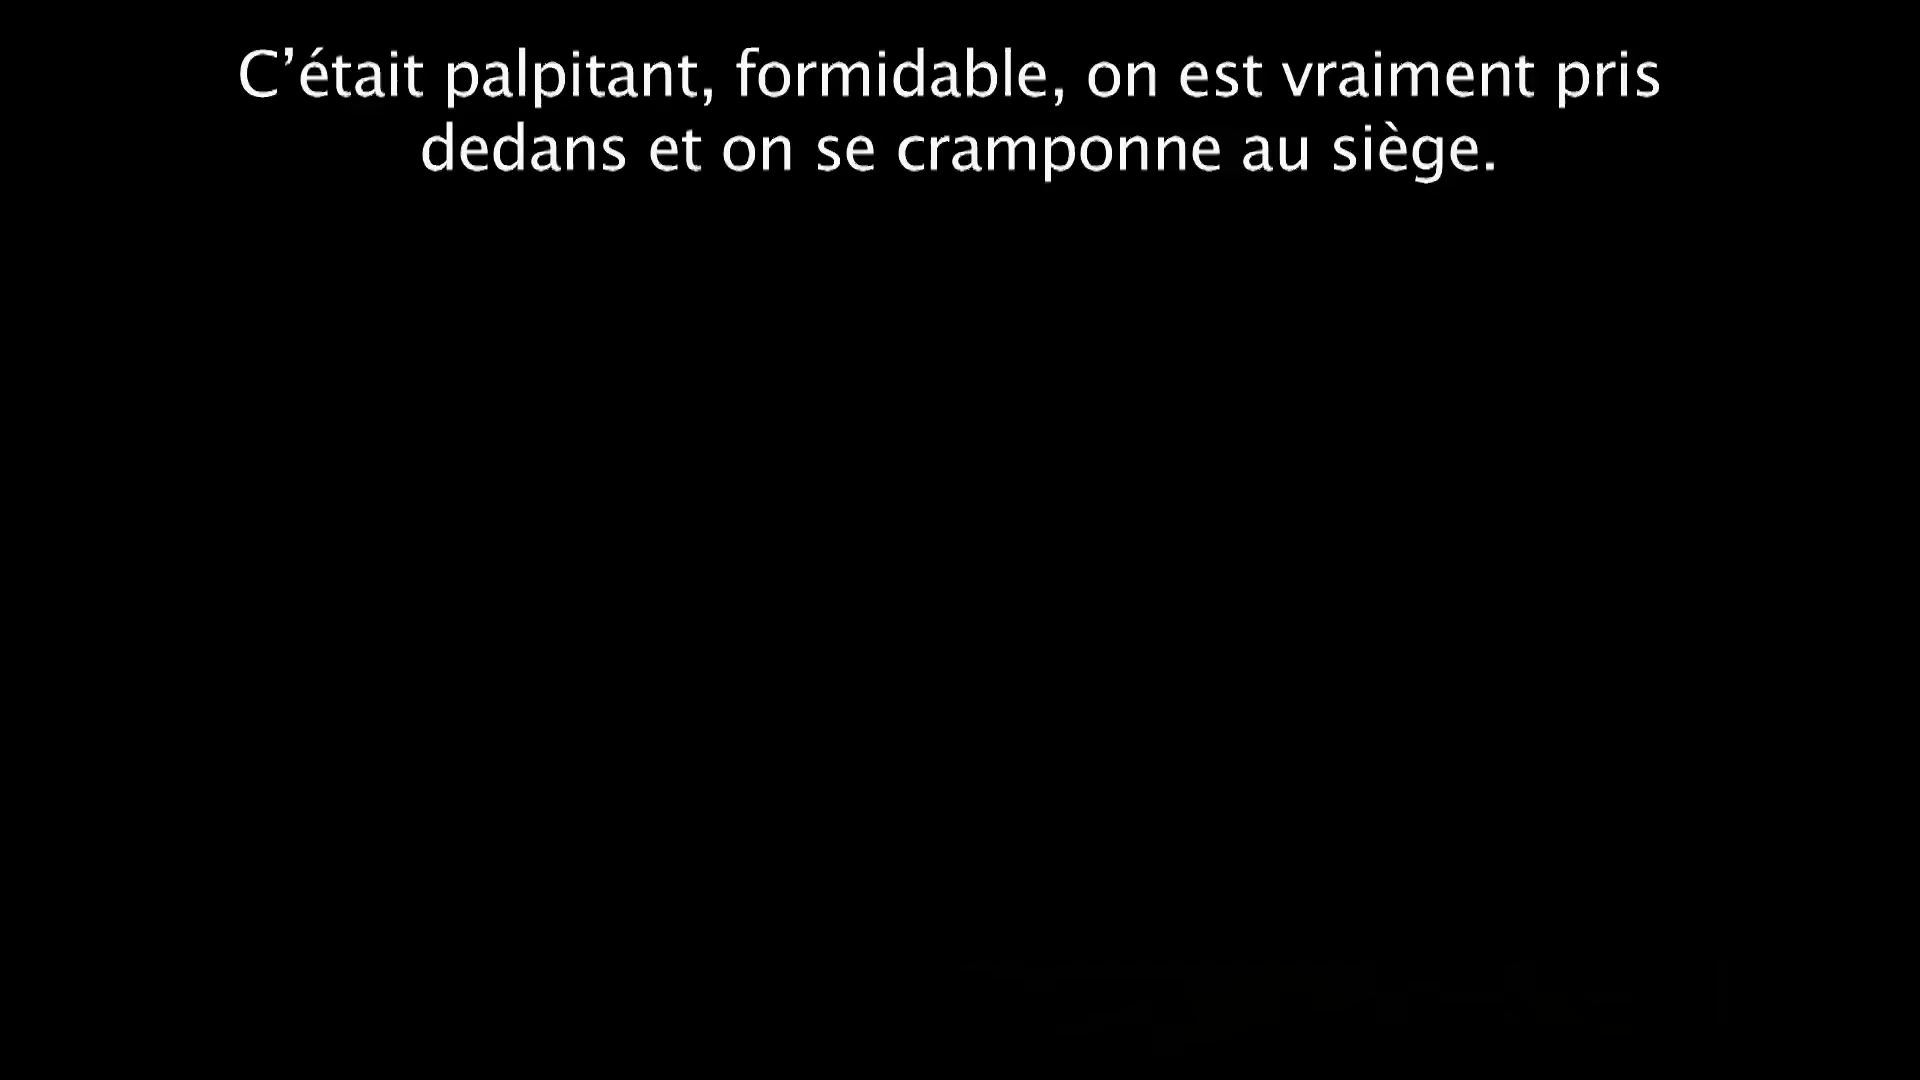 C’était palpitant, formidable, on est vraiment pris
dedans et on se cramponne au siège.